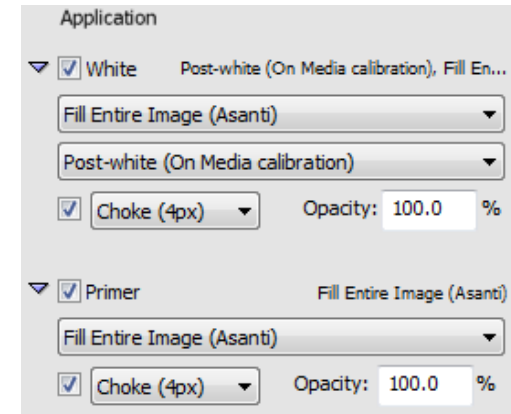 Application
White Post-white (On Media calibration), Fill En...
Fill Entire Image (Asanti)
Post-white (On Media calibration)
Choke (4px) Opacity: 100.0 %
Primer Fill Entire Image (Asanti)
Fill Entire Image (Asanti)
Choke (4px) Opacity: 100.0 %